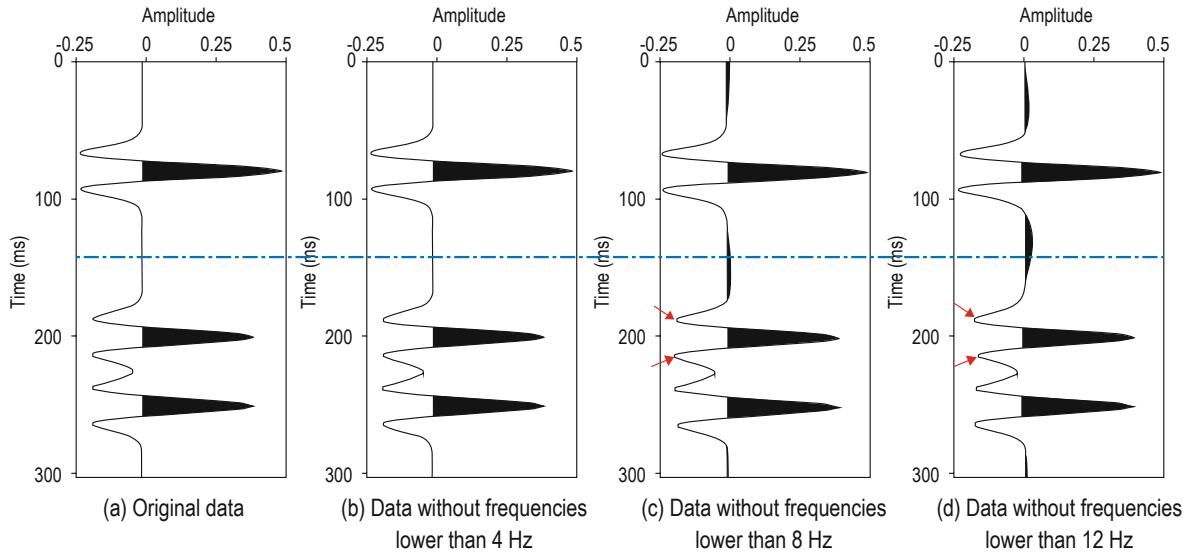 Amplitude
-0.25 0 0.25 0.5
0
100
200
300
Time (ms)
(a) Original data
Amplitude
-0.25 0 0.25 0.5
0
100
200
300
Time (ms)
(b) Data without frequencies
lower than 4 Hz
Amplitude
-0.25 0 0.25 0.5
0
100
200
300
Time (ms)
(c) Data without frequencies
lower than 8 Hz
Amplitude
-0.25 0 0.25 0.5
0
100
200
300
Time (ms)
(d) Data without frequencies
lower than 12 Hz